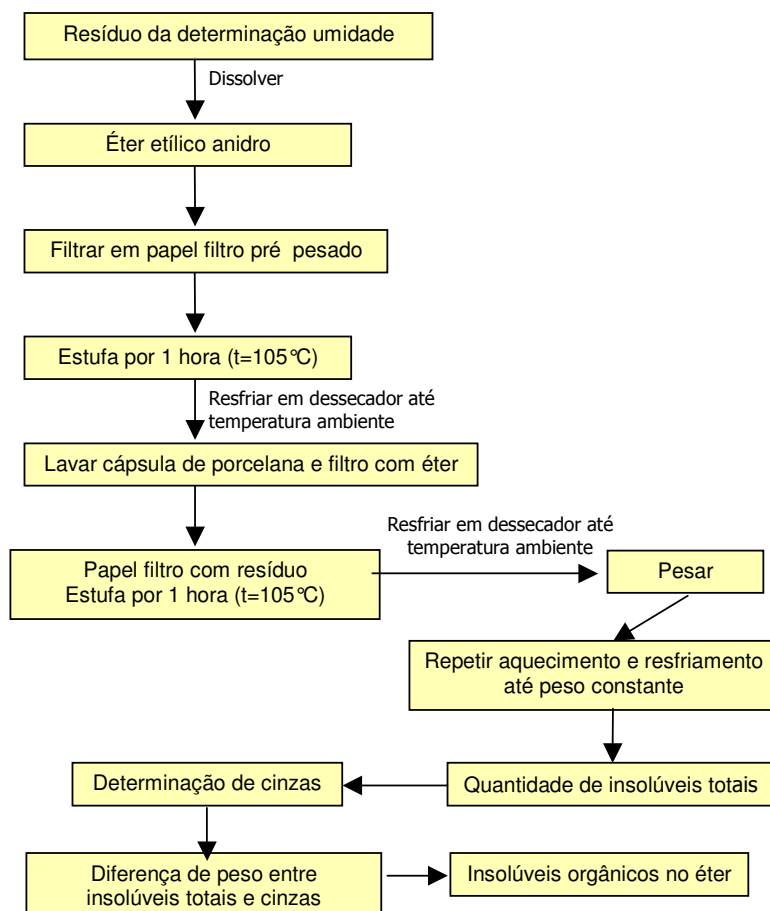 Resíduo da determinação umidade
Dissolver
Éter etílico anidro
Filtrar em papel filtro pré pesado
Estufa por 1 hora (t=105°C)
Resfriar em dessecador até
temperatura ambiente
Lavar cápsula de porcelana e filtro com éter
Papel filtro com resíduo
Estufa por 1 hora (t=105°C)
Resfriar em dessecador até
temperatura ambiente
Pesar
Repetir aquecimento e resfriamento
até peso constante
Quantidade de insolúveis totais
Determinação de cinzas
Diferença de peso entre
insolúveis totais e cinzas
Insolúveis orgânicos no éter